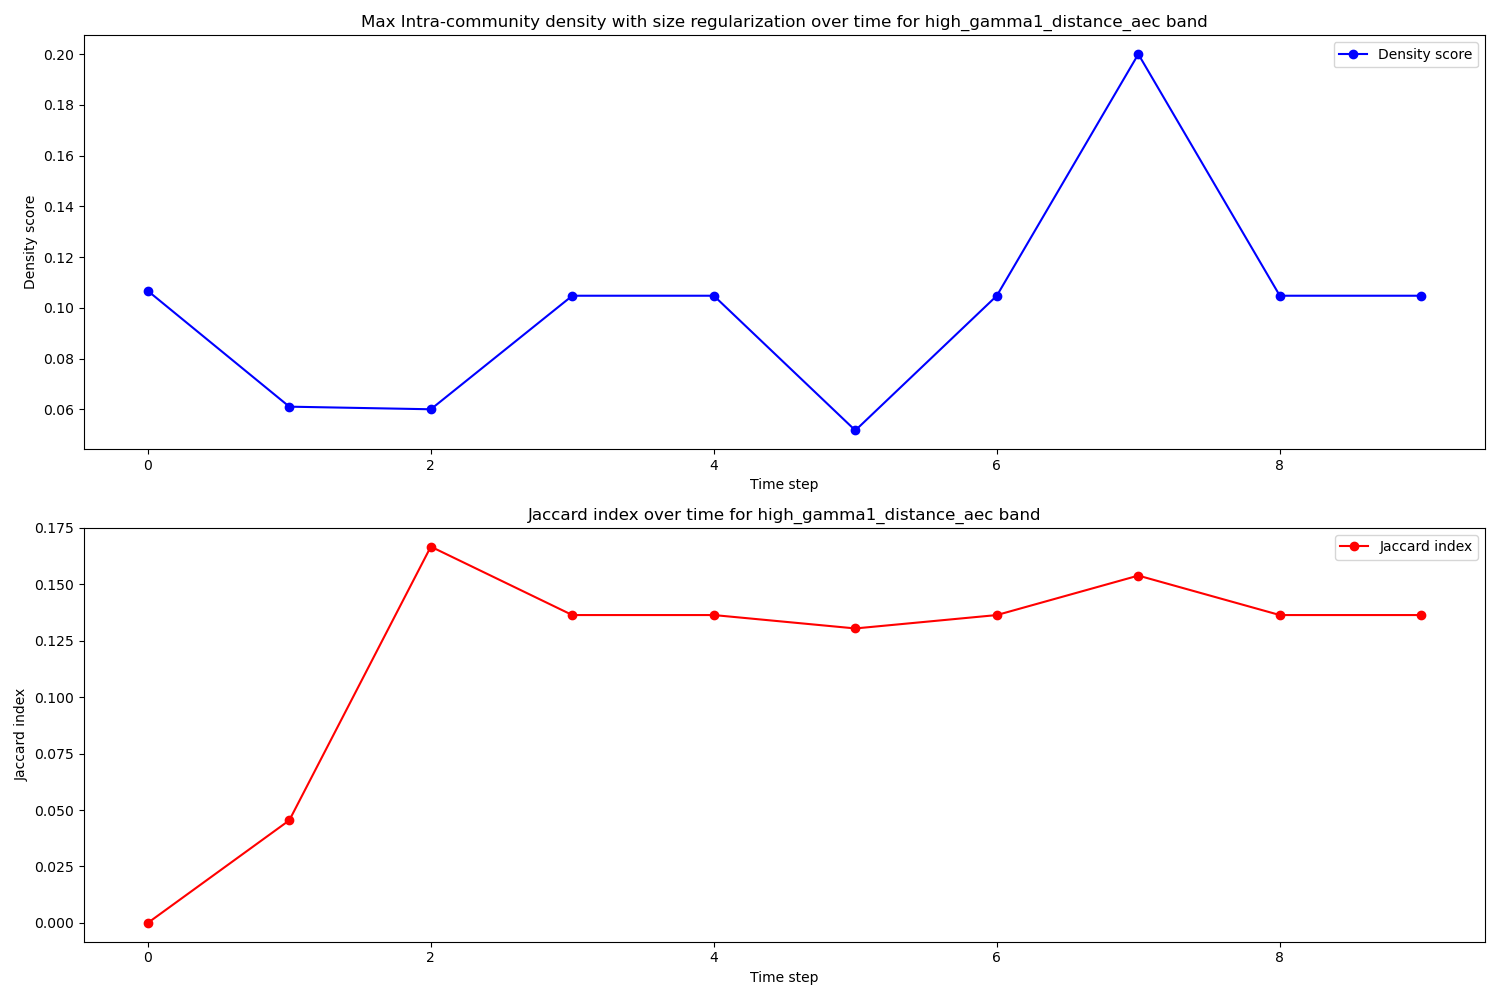 Max Intra-community density with size regularization over time for high_gamma1_distance_aec band
Density score
0.20
0.18
0.16
0.14
0.12
0.10
0.08
0.06
Density score
0 2 4 6 8
Time step
Jaccard index over time for high_gamma1_distance_aec band
Jaccard index
0.175
0.150
0.125
0.100
0.075
0.050
0.025
0.000
Jaccard index
0 2 4 6 8
Time step